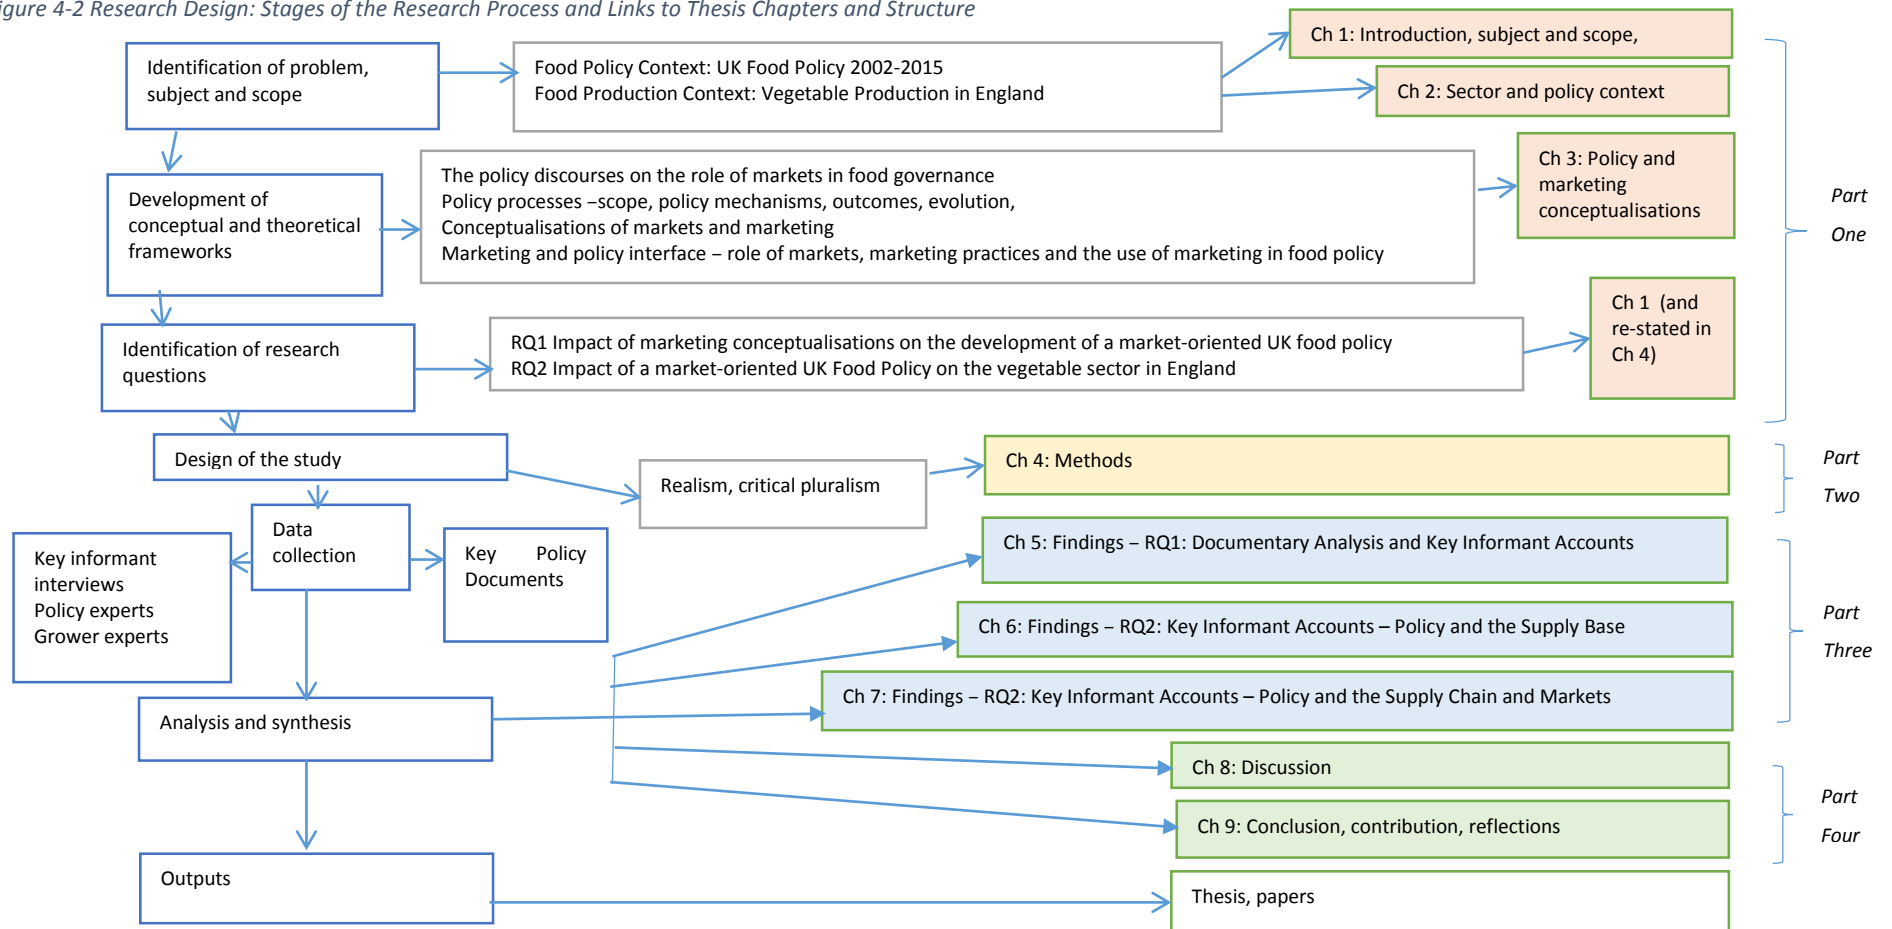 igure 4-2 Research Design: Stages of the Research Process and Links to Thesis Chapters and Structure
Identification of problem,
subject and scope
Food Policy Context: UK Food Policy 2002-2015
Food Production Context: Vegetable Production in England
Ch 1: Introduction, subject and scope,
Ch 2: Sector and policy context
Development of
conceptual and theoretical
frameworks
The policy discourses on the role of markets in food governance
Policy processes –scope, policy mechanisms, outcomes, evolution,
Conceptualisations of markets and marketing
Marketing and policy interface – role of markets, marketing practices and the use of marketing in food policy
Ch 3: Policy and
marketing
conceptualisations
Part
One
Identification of research
questions
RQ1 Impact of marketing conceptualisations on the development of a market-oriented UK food policy
RQ2 Impact of a market-oriented UK Food Policy on the vegetable sector in England
Ch 1 (and
re-stated in
Ch 4)
Design of the study
Realism, critical pluralism
Ch 4: Methods
Part
Two
Data
collection
Key informant
interviews
Policy experts
Grower experts
Key Policy
Documents
Ch 5: Findings – RQ1: Documentary Analysis and Key Informant Accounts
Ch 6: Findings – RQ2: Key Informant Accounts – Policy and the Supply Base
Ch 7: Findings – RQ2: Key Informant Accounts – Policy and the Supply Chain and Markets
Part
Three
Analysis and synthesis
Ch 8: Discussion
Ch 9: Conclusion, contribution, reflections
Part
Four
Outputs
Thesis, papers